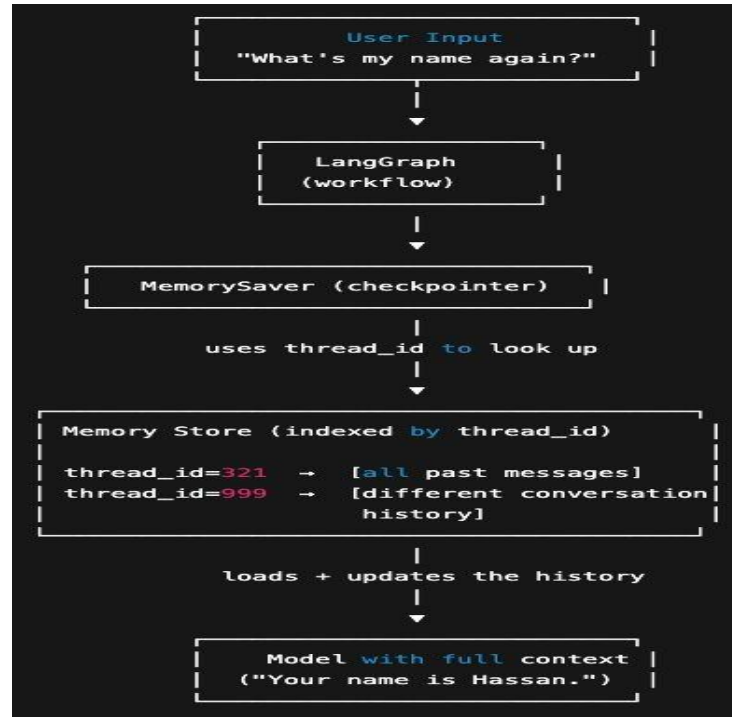 User Input
"What's my name again?"
LangGraph
(workflow)
MemorySaver (checkpointer)
uses thread_id to look up
Memory Store (indexed by thread_id)
thread_id=321 → [all past messages]
thread_id=999 → [different conversation
history]
loads + updates the history
Model with full context
("Your name is Hassan.")